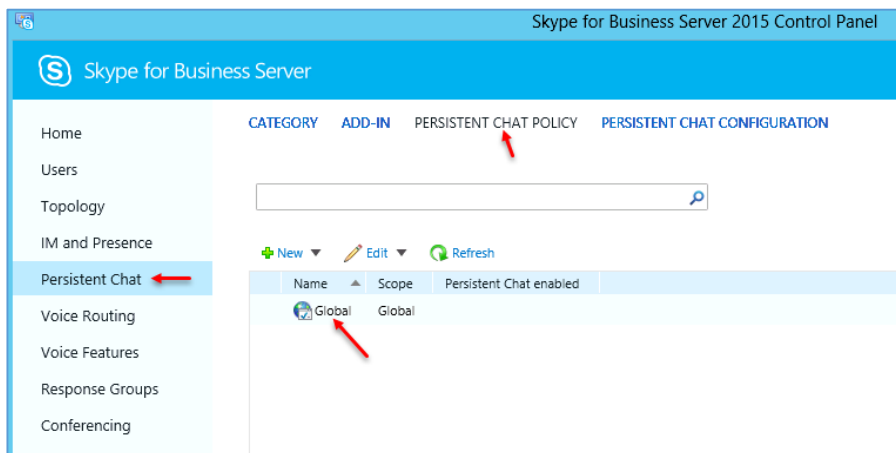 Skype for Business Server 2015 Control Panel
S Skype for Business Server
CATEGORY ADD-IN PERSISTENT CHAT POLICY PERSISTENT CHAT CONFIGURATION
Home
Users
Topology
IM and Presence
Persistent Chat
Voice Routing
Voice Features
Response Groups
Conferencing
New Edit Refresh
Name Scope Persistent Chat enabled
Global Global